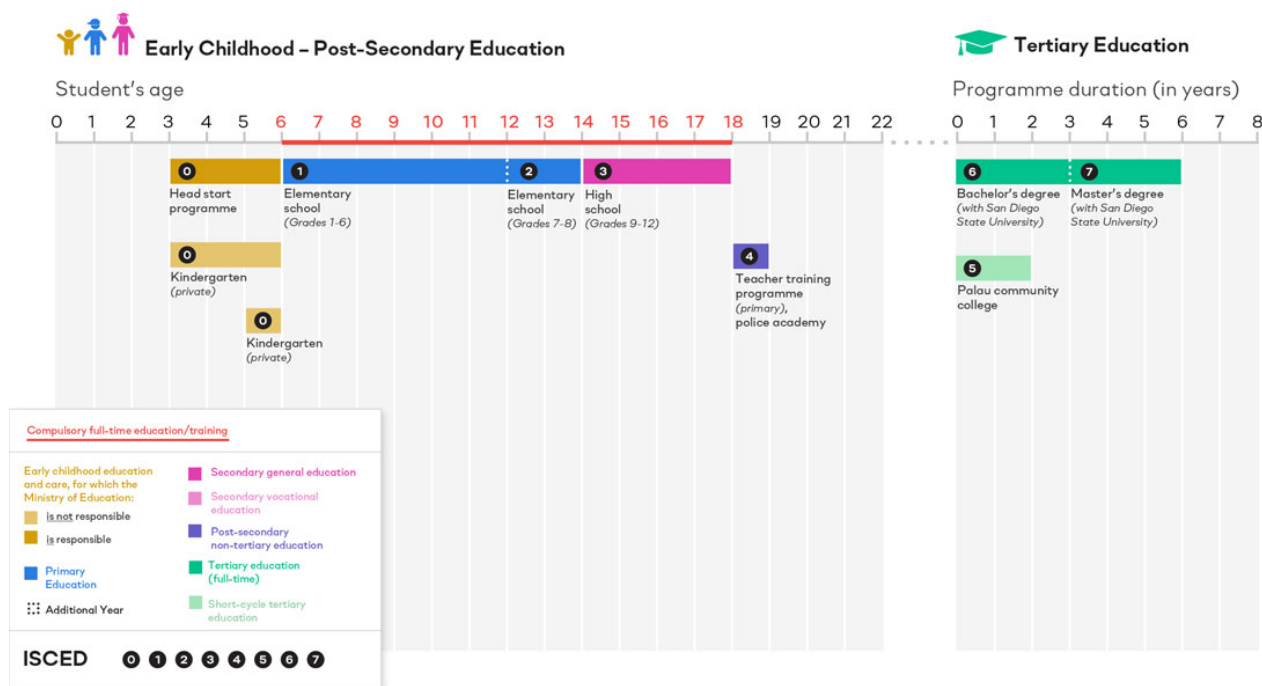 Early Childhood – Post-Secondary Education
Tertiary Education
Student's age
Programme duration (in years)
0 1 2 3 4 5 6 7 8 9 10 11 12 13 14 15 16 17 18 19 20 21 22
0 1 2 3 4 5 6 7 8
0
1
2
3
6
7
Head start
programme
Elementary
school
(Grades 1-6)
Elementary
school
(Grades 7-8)
High
school
(Grades 9-12)
Bachelor's degree
(with San Diego
State University)
Master's degree
(with San Diego
State University)
0
Kindergarten
(private)
4
Teacher training
programme
(primary),
police academy
5
Palau community
college
0
Kindergarten
(private)
Compulsory full-time education/training
Early childhood education
and care, for which the
Ministry of Education:
is not responsible
is responsible
Primary
Education
Additional Year
Secondary general education
Secondary vocational
education
Post-secondary
non-tertiary education
Tertiary education
(full-time)
Short-cycle tertiary
education
ISCED 0 1 2 3 4 5 6 7